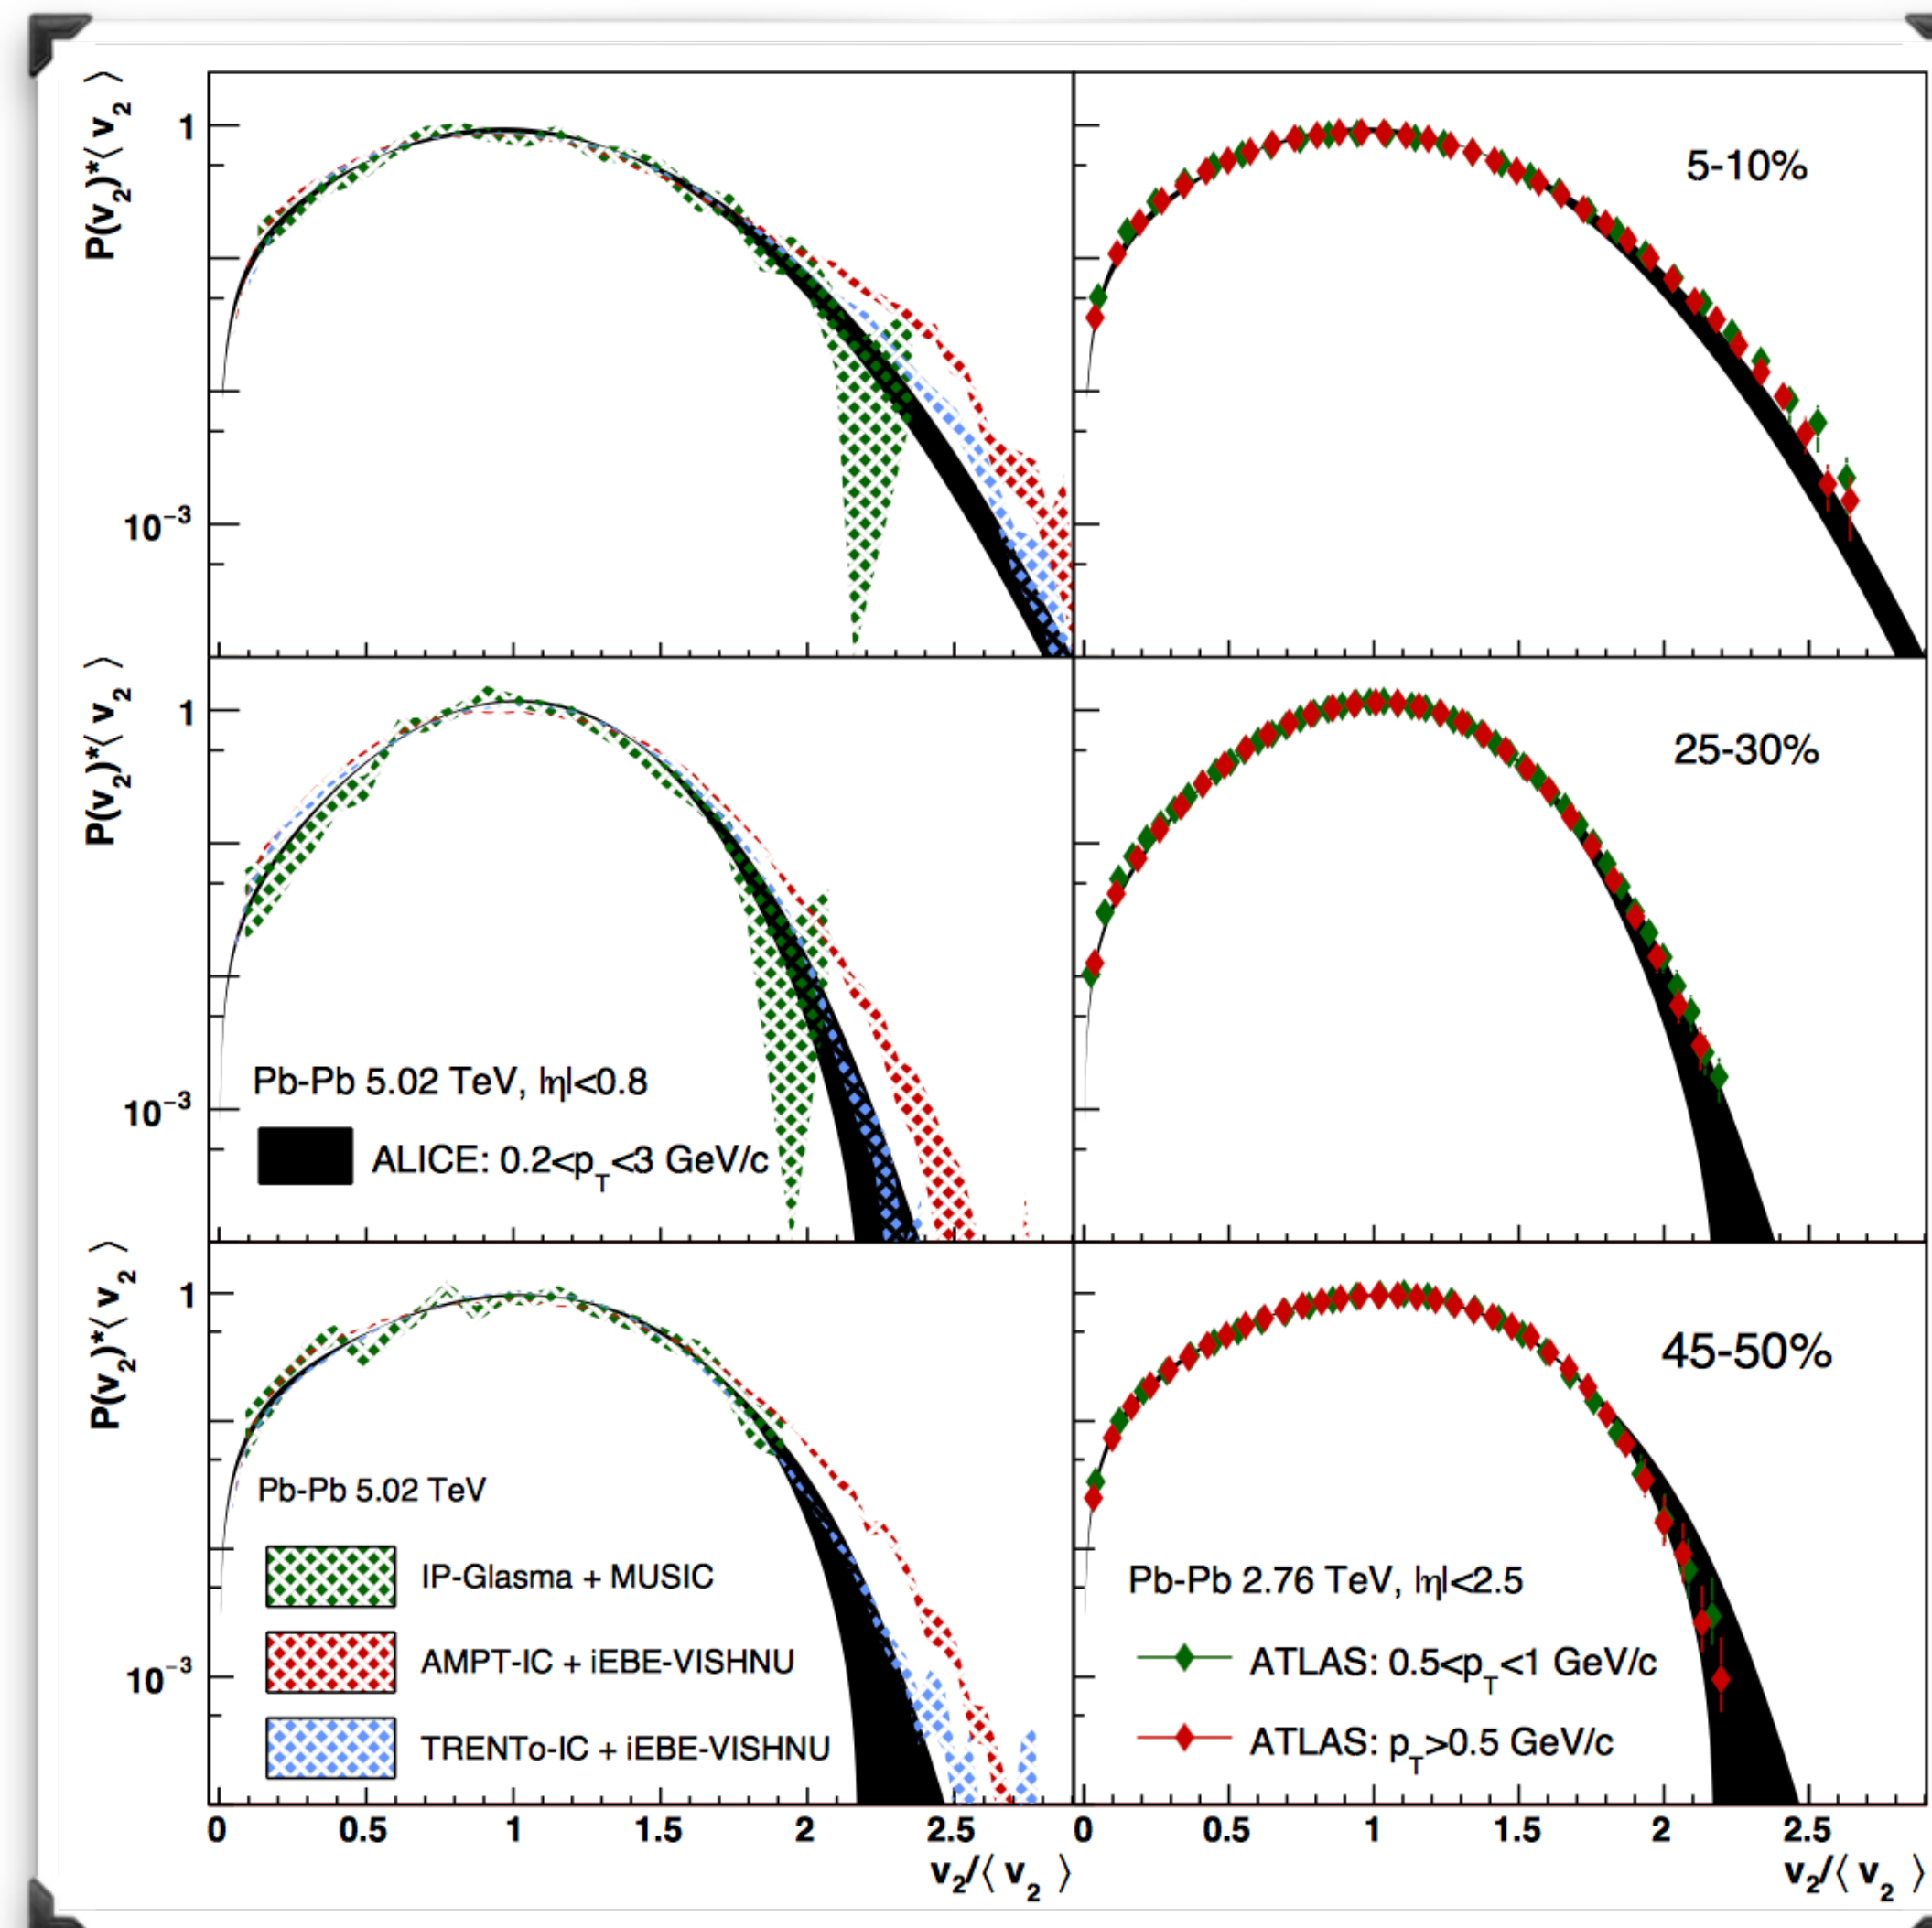 P(v2)*⟨ v2 ⟩
1
10−3
5-10%
P(v2)*⟨ v2 ⟩
1
10−3
Pb-Pb 5.02 TeV, |η|<0.8
ALICE: 0.2<pT<3 GeV/c
25-30%
P(v2)*⟨ v2 ⟩
1
10−3
Pb-Pb 5.02 TeV
IP-Glasma + MUSIC
AMPT-IC + iEBE-VISHNU
TRENTo-IC + iEBE-VISHNU
45-50%
Pb-Pb 2.76 TeV, |η|<2.5
ATLAS: 0.5<pT<1 GeV/c
ATLAS: pT>0.5 GeV/c
0 0.5 1 1.5 2 2.5
v2/⟨ v2 ⟩
0 0.5 1 1.5 2 2.5
v2/⟨ v2 ⟩